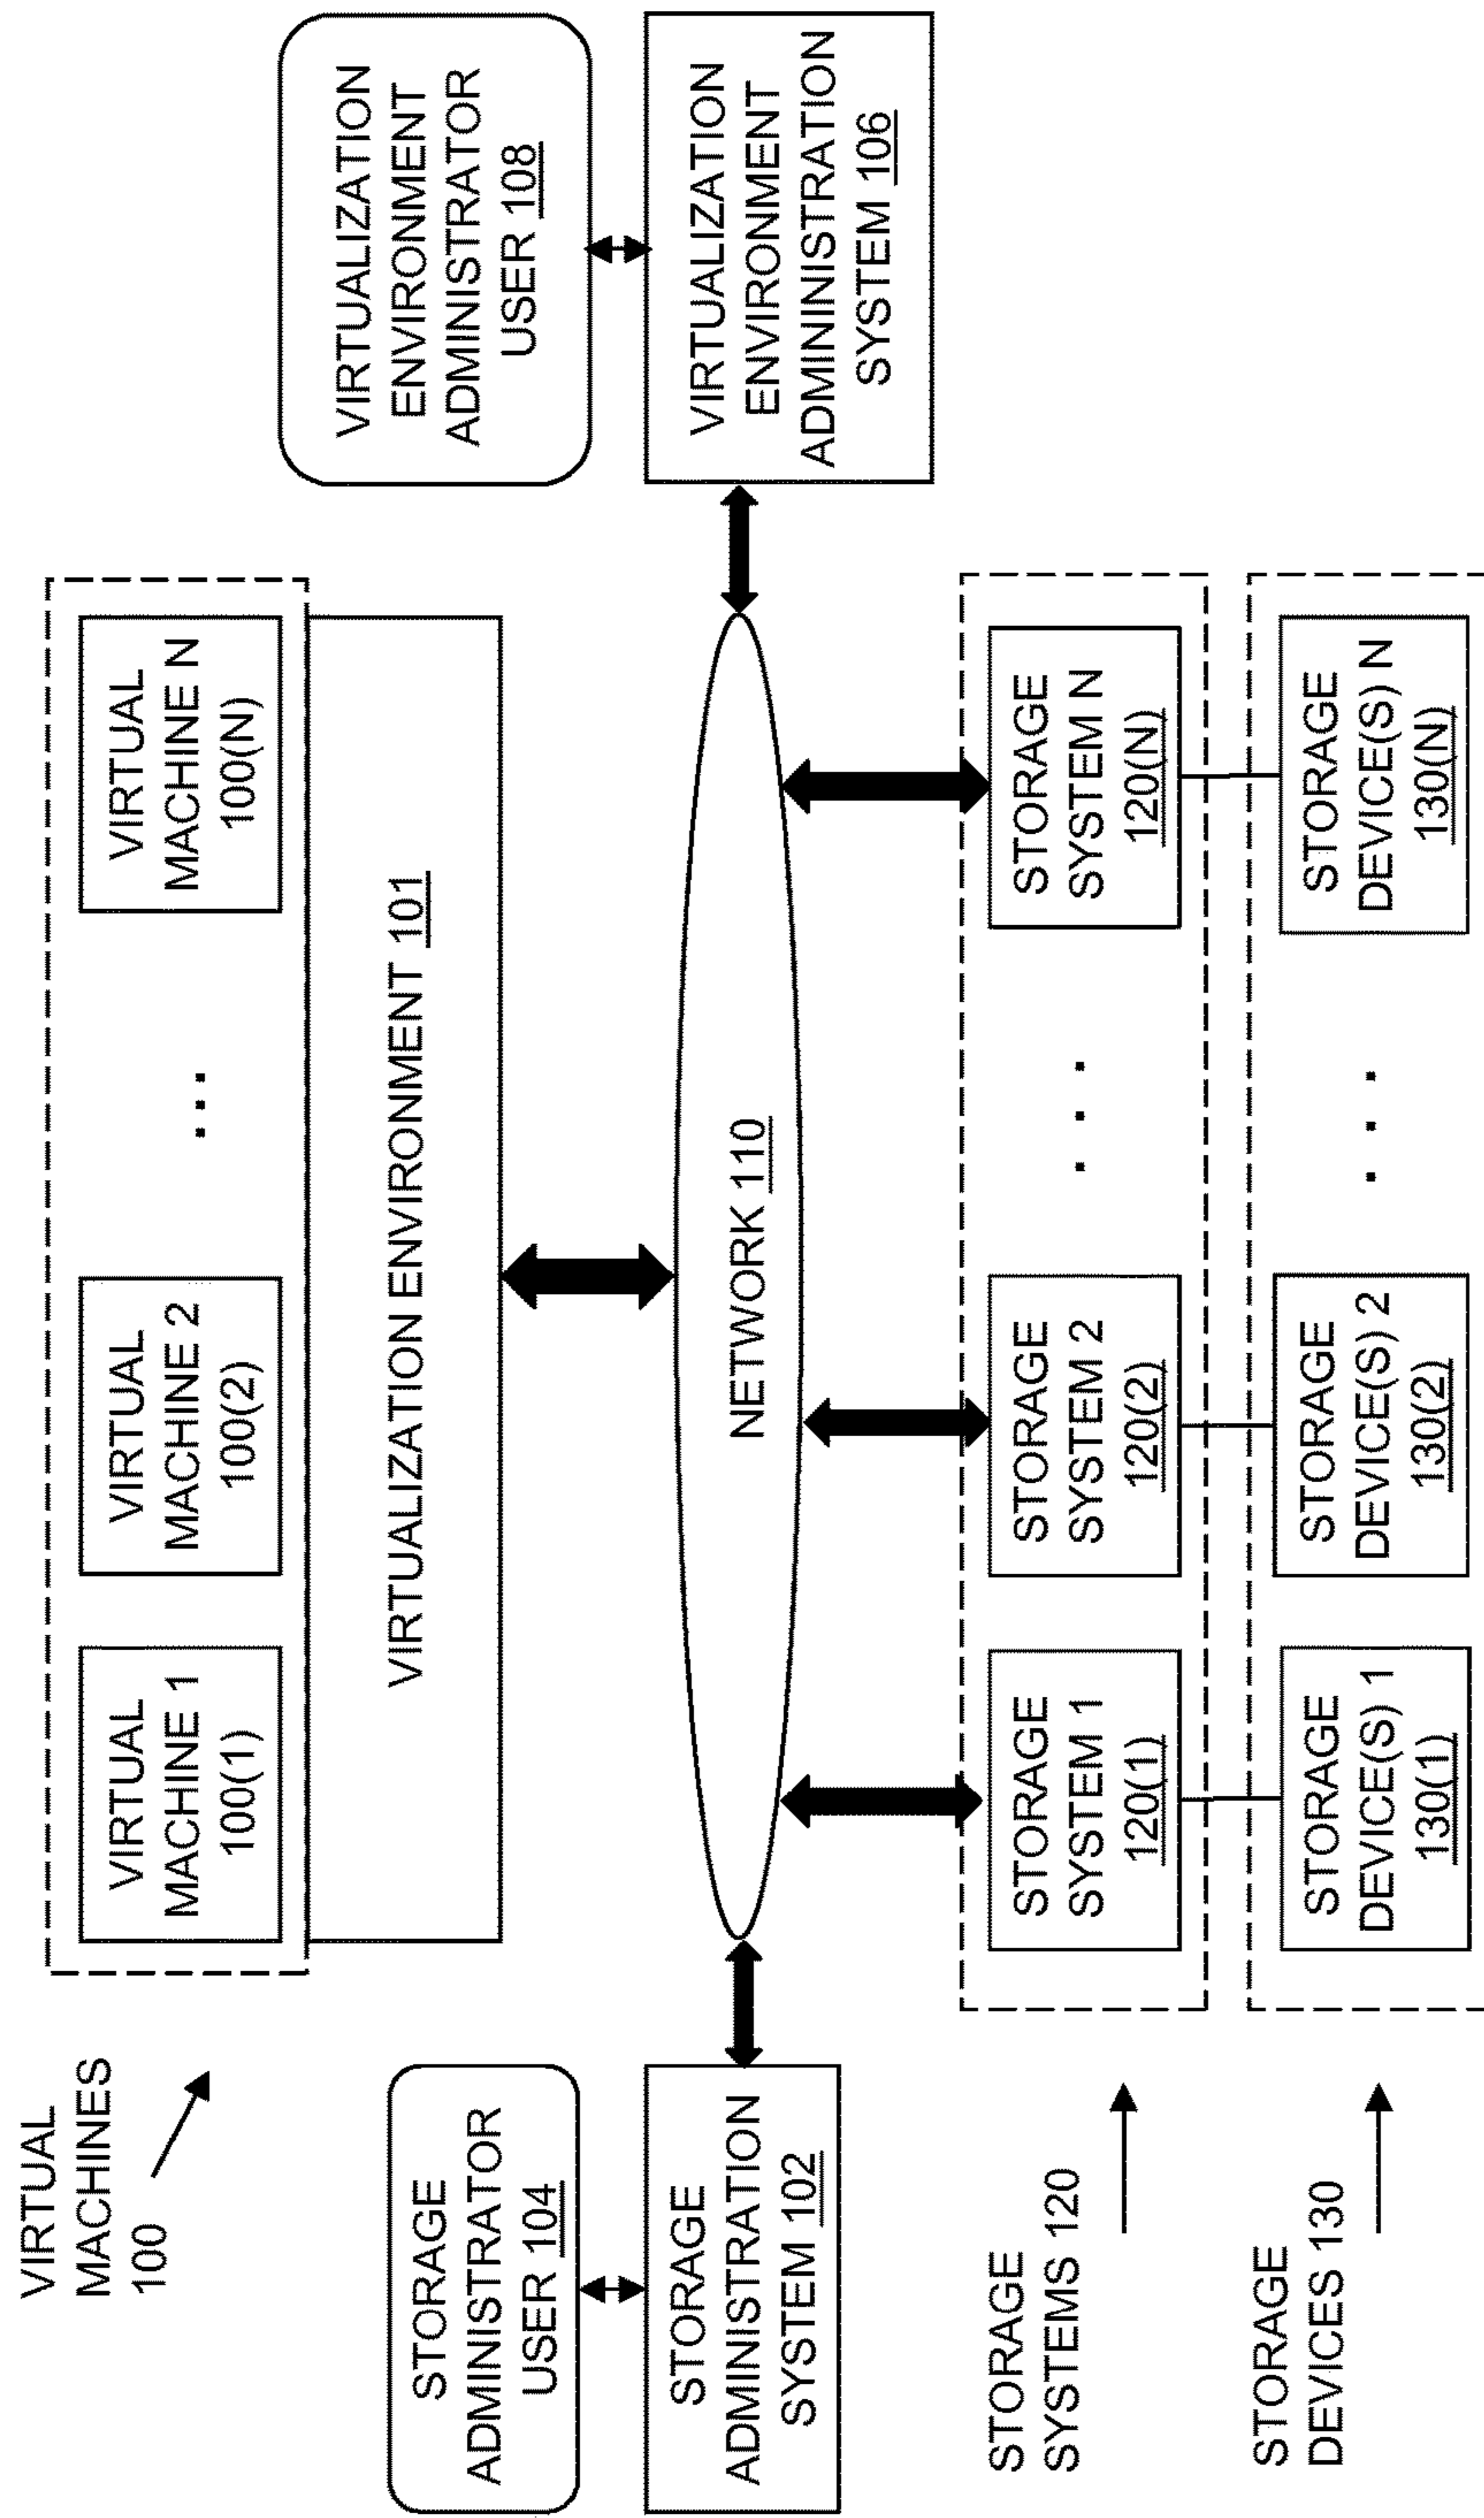 VIRTUAL
MACHINES
100
VIRTUAL
MACHINE 1
100(1)
VIRTUAL
MACHINE 2
100(2)
...
VIRTUAL
MACHINE N
100(N)
VIRTUALIZATION ENVIRONMENT 101
STORAGE
ADMINISTRATOR
USER 104
VIRTUALIZATION
ENVIRONMENT
ADMINISTRATOR
USER 108
STORAGE
ADMINISTRATION
SYSTEM 102
NETWORK 110
VIRTUALIZATION
ENVIRONMENT
ADMININISTRATION
SYSTEM 106
STORAGE
SYSTEMS 120
STORAGE
SYSTEM 1
120(1)
STORAGE
SYSTEM 2
120(2)
. . .
STORAGE
SYSTEM N
120(N)
STORAGE
DEVICES 130
STORAGE
DEVICE(S) 1
130(1)
STORAGE
DEVICE(S) 2
130(2)
. . .
STORAGE
DEVICE(S) N
130(N)